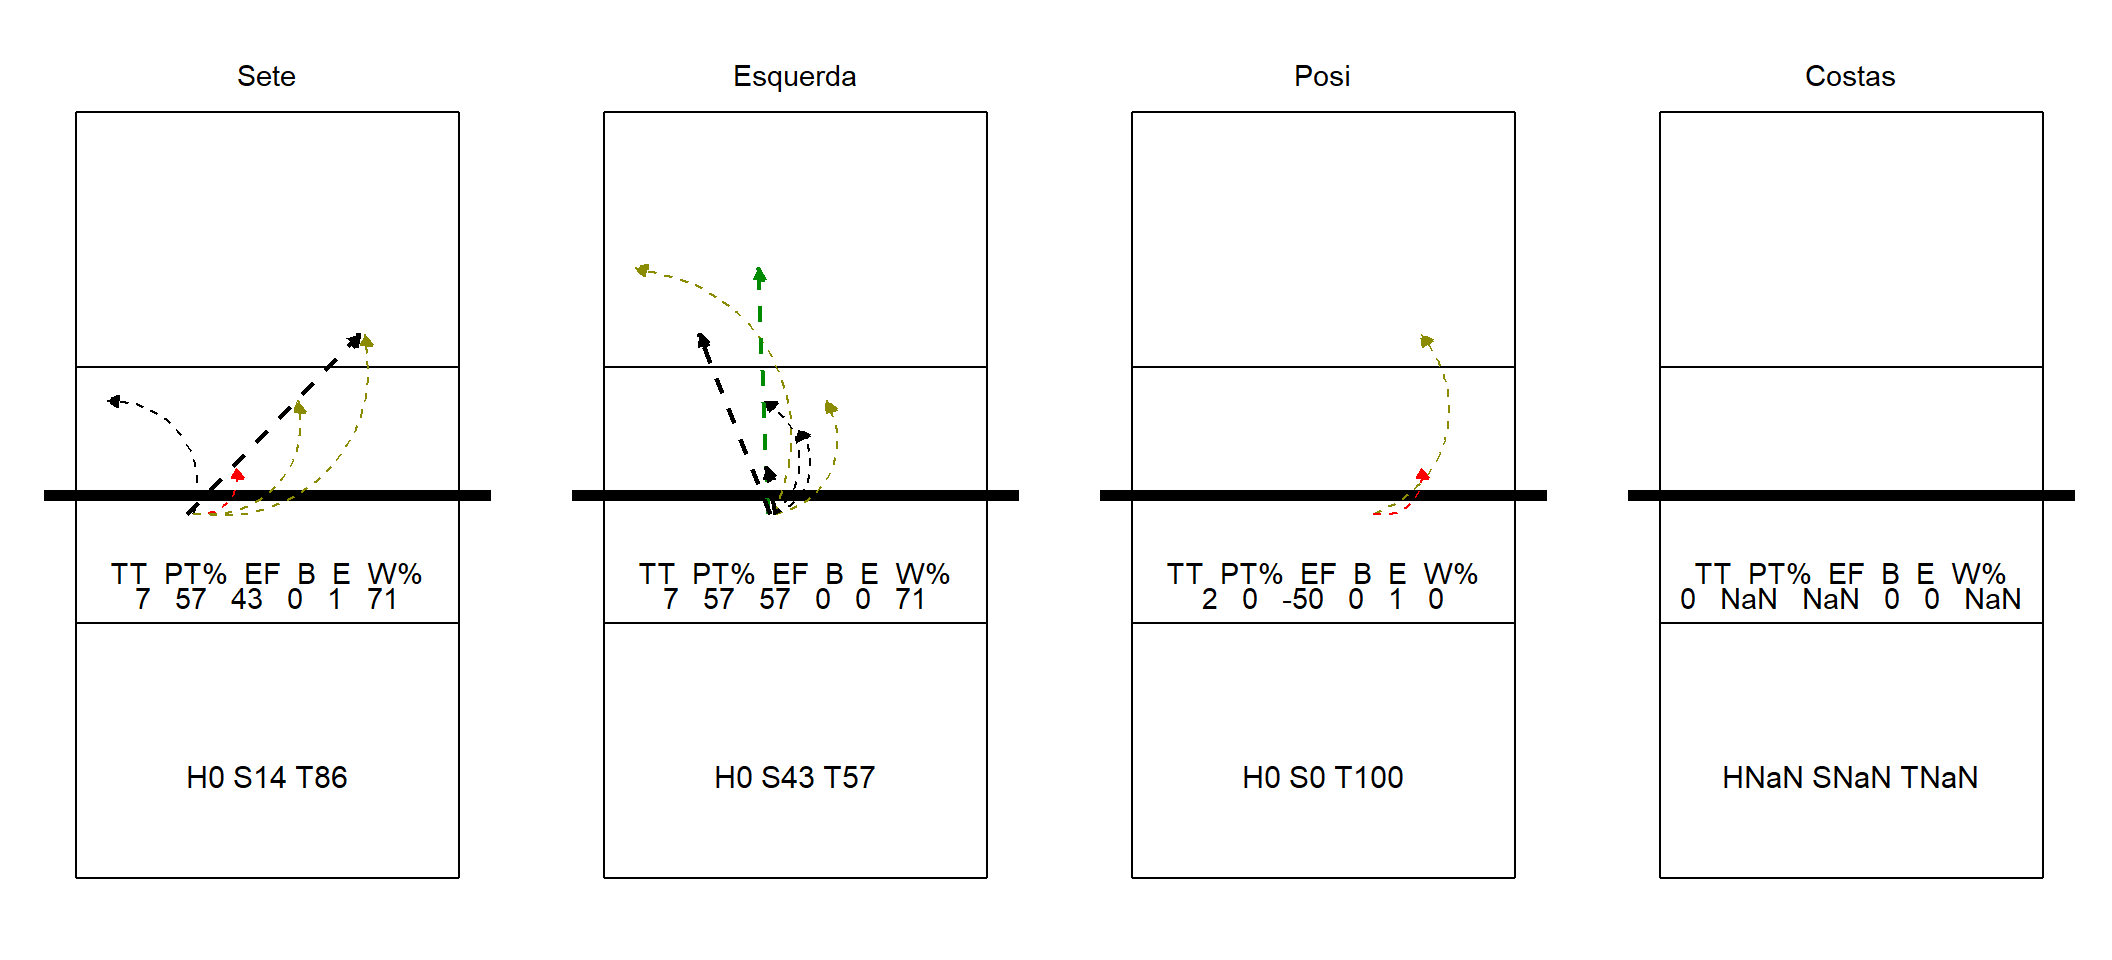 Sete
TT PT% EF B E W%
7 57 43 0 1 71
H0 S14 T86
Esquerda
TT PT% EF B E W%
7 57 57 0 0 71
H0 S43 T57
Posi
TT PT% EF B E W%
2 0 -50 0 1 0
H0 S0 T100
Costas
TT PT% EF B E W%
0 NaN NaN 0 0 NaN
HNaN SNaN TNaN